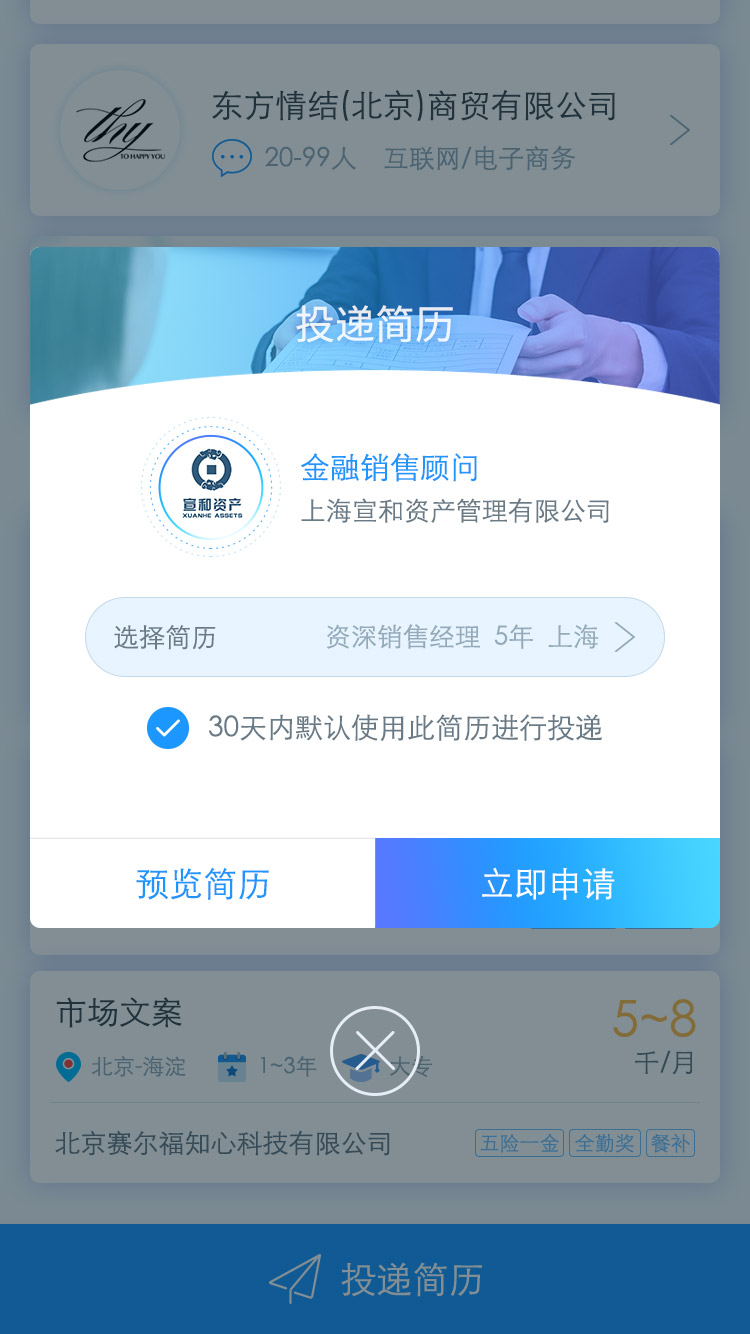 thy
TO HAPPY YOU
东方情结(北京)商贸有限公司
20-99人 互联网/电子商务
投递简历
宣和资产
XUANHE ASSETS
金融销售顾问
上海宣和资产管理有限公司
选择简历 资深销售经理 5年 上海
30天内默认使用此简历进行投递
预览简历 立即申请
市场文案 5~8
北京-海淀 1~3年 大专 千/月
北京赛尔福知心科技有限公司 五险一金 全勤奖 餐补
投递简历